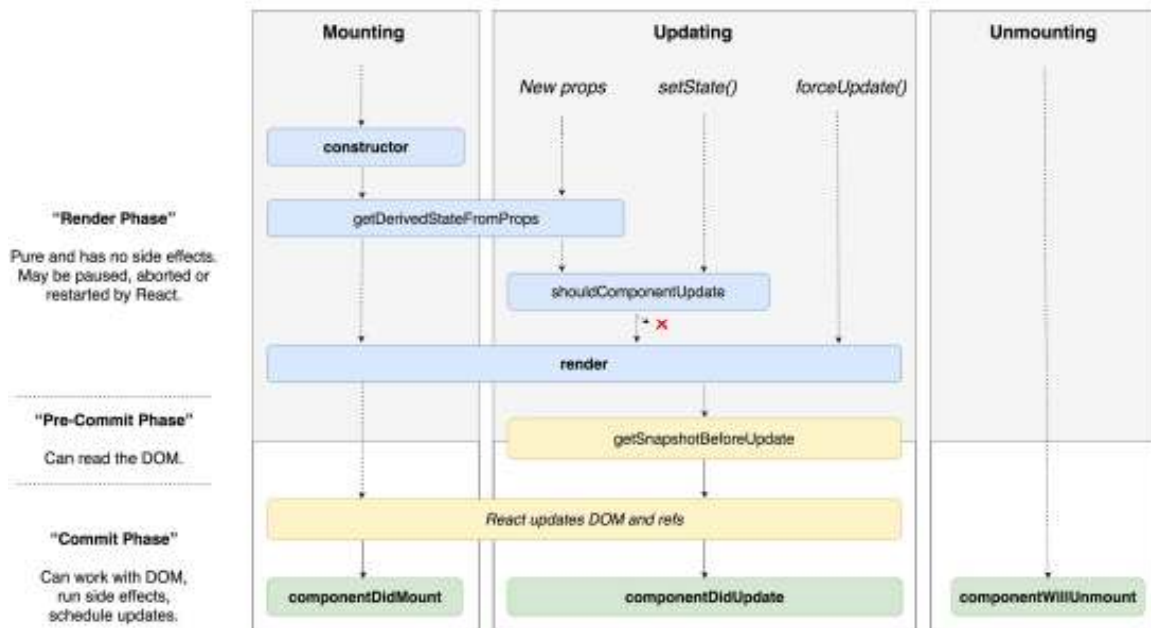 Mounting
Updating
Unmounting
New props
setState()
forceUpdate()
constructor
“Render Phase”
getDerivedStateFromProps
Pure and has no side effects.
May be paused, aborted or
restarted by React.
shouldComponentUpdate
render
“Pre-Commit Phase”
getSnapshotBeforeUpdate
Can read the DOM.
React updates DOM and refs
“Commit Phase”
Can work with DOM,
run side effects,
schedule updates.
componentDidMount
componentDidUpdate
componentWillUnmount